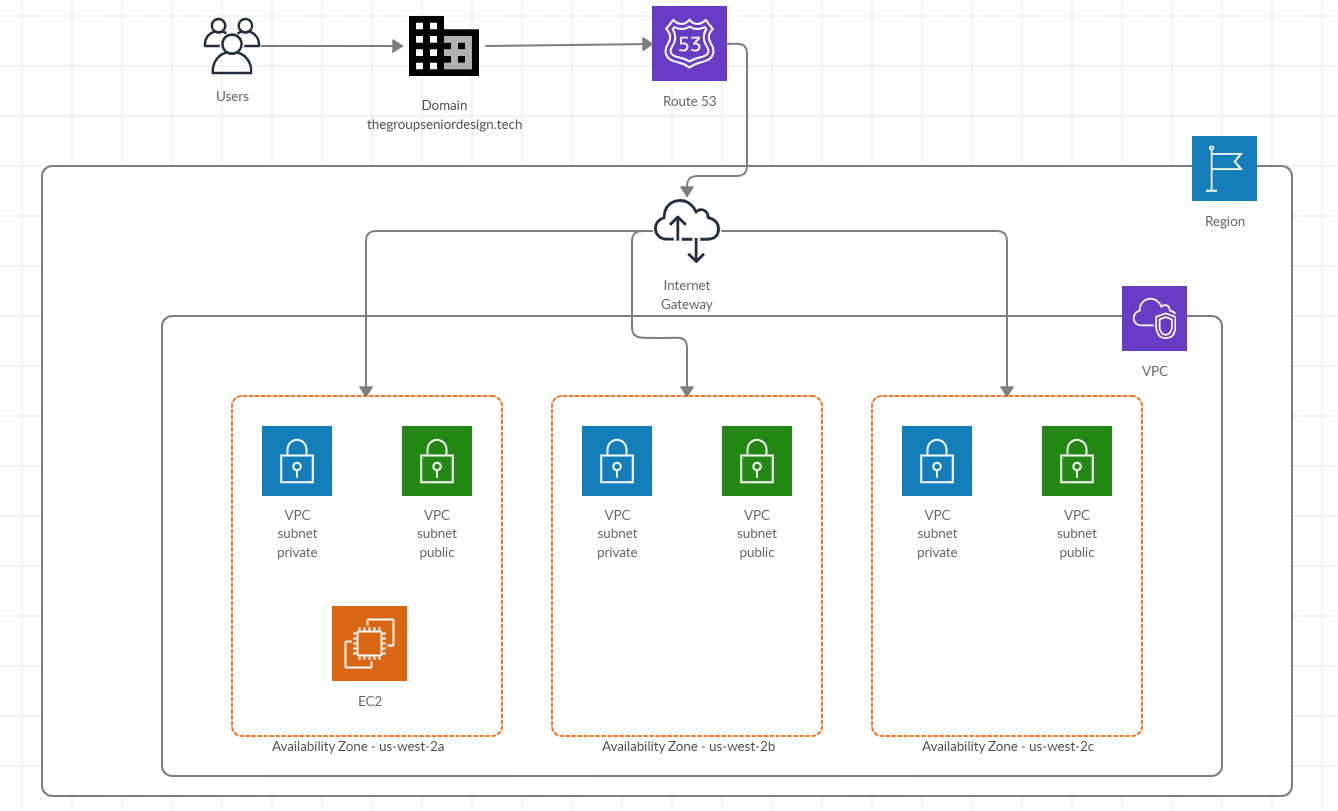 53
Users
Domain
thegroupseniordesign.tech
Route 53
Region
Internet
Gateway
VPC
VPC
subnet
private
VPC
subnet
public
VPC
subnet
private
VPC
subnet
public
VPC
subnet
private
VPC
subnet
public
EC2
Availability Zone - us-west-2a
Availability Zone - us-west-2b
Availability Zone - us-west-2c